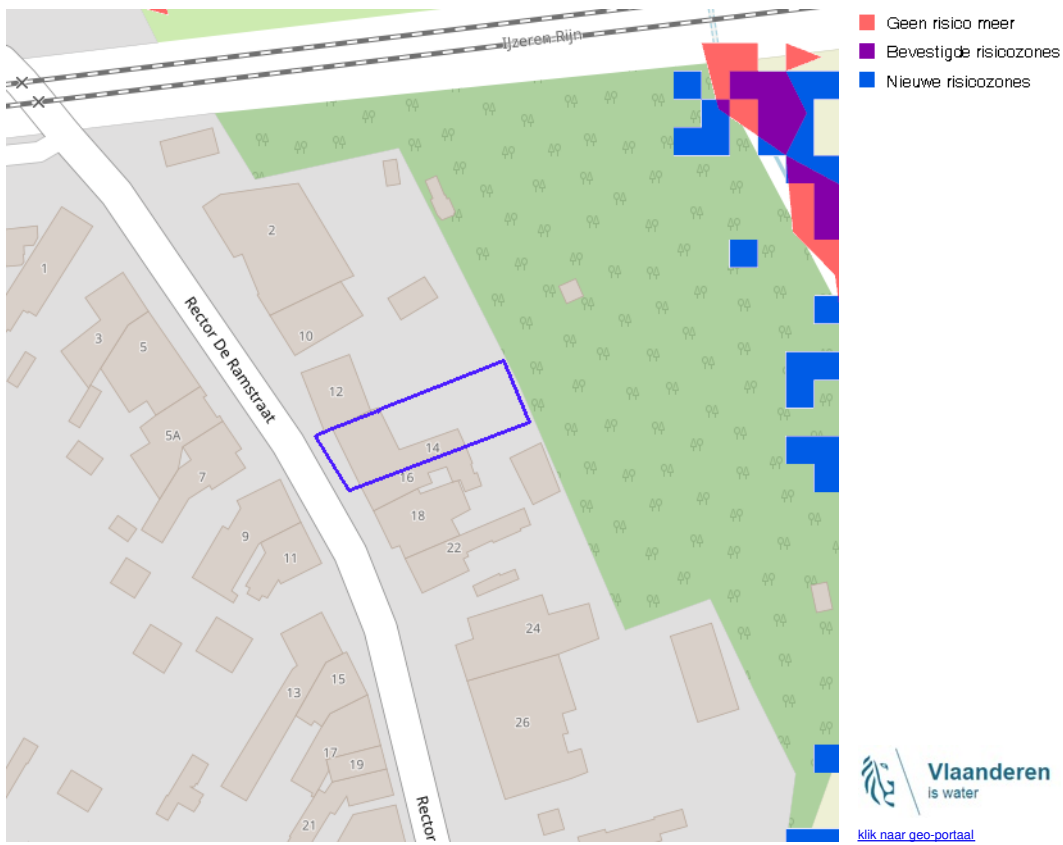 Ijzeren Rijn
Geen risico meer
Bevestigde risicozones
Nieuwe risicozones
2
1
3
5
10
Rector De Ramstraat
12
5A
14
7
16
18
9
22
11
24
13
15
26
17
19
Rector
21
Vlaanderen
is water
klik naar geo-portaal